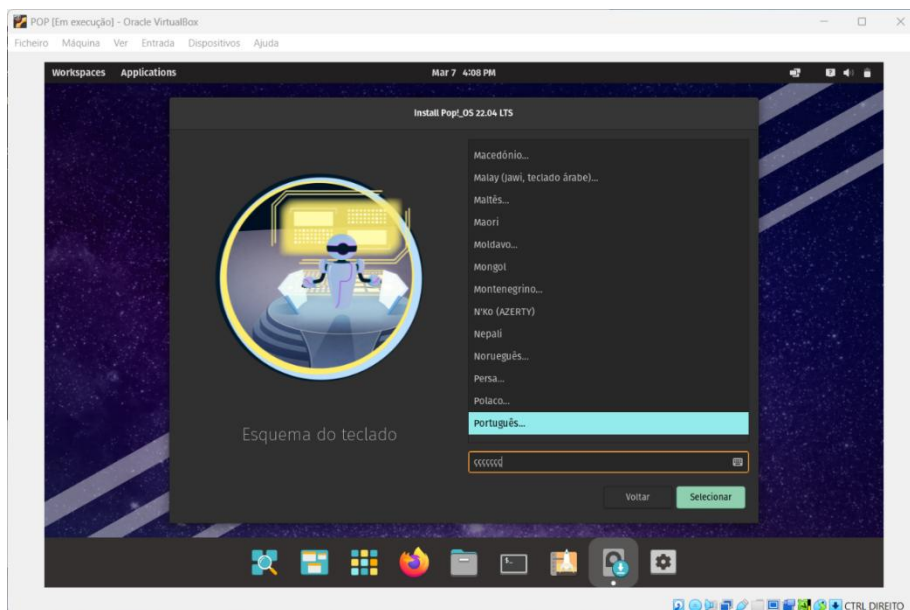 POP [Em execução] - Oracle VirtualBox
Ficheiro Máquina Ver Entrada Dispositivos Ajuda
Workspaces Applications Mar 7 4:08 PM
Install Pop!_OS 22.04 LTS
Macedónio...
Malay (Jawi, teclado árabe)...
Maltês...
Maori
Moldavo...
Mongol
Montenegrino...
N'Ko (AZERTY)
Nepali
Norueguês...
Persa...
Polaco...
Português...
Esquema do teclado
ççççççç
Voltar Selecionar
CTRL DIREITO